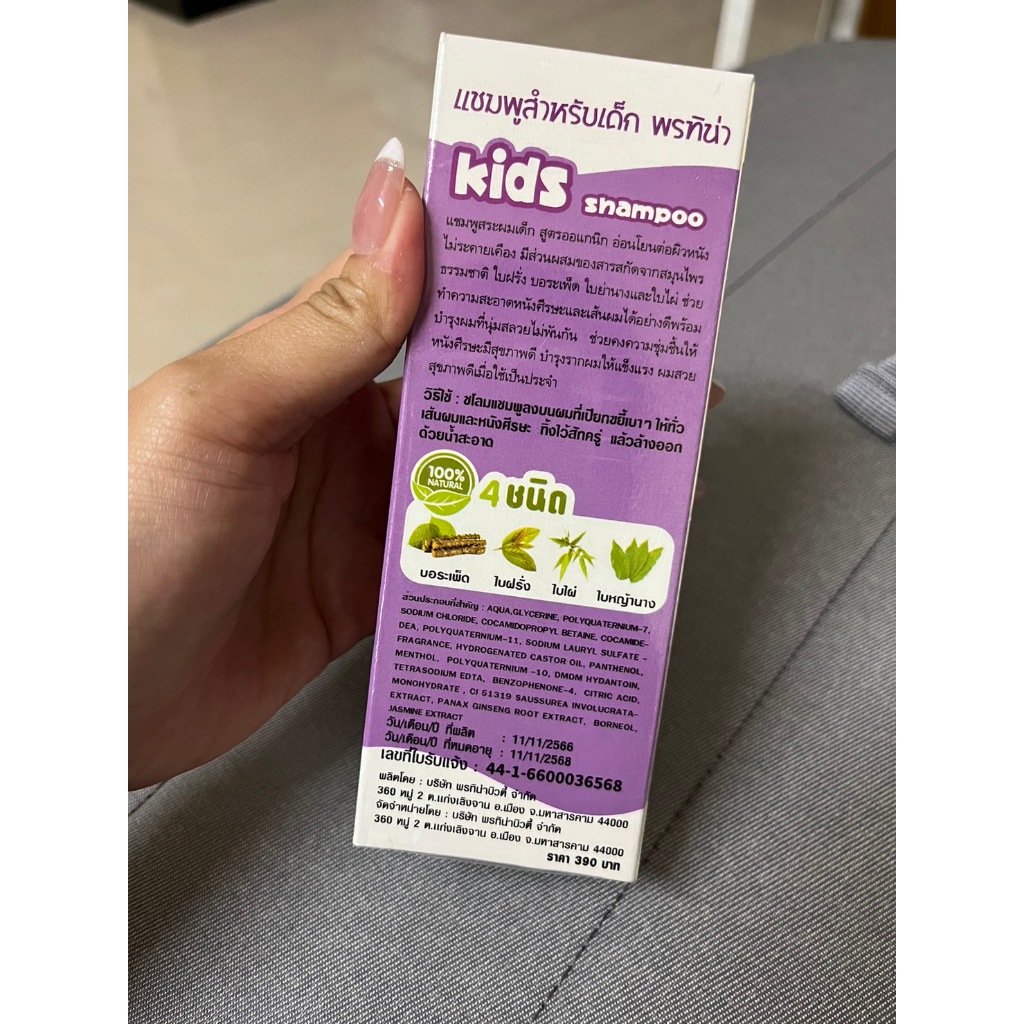 แชมพูสำหรับเด็ก พรทิน่า
kids shampoo
แชมพูสระผมเด็ก สูตรออแกนิก อ่อนโยนต่อผิวหนัง
ไม่ระคายเคือง มีส่วนผสมของสารสกัดจากสมุนไพร
ธรรมชาติ ใบฝรั่ง บอระเพ็ด ใบย่านางและใบไผ่ ช่วย
ทำความสะอาดหนังศีรษะและเส้นผมได้อย่างดีพร้อม
บำรุงผมที่นุ่มสลวยไม่พันกัน ช่วยคงความชุ่มชื้นให้
หนังศีรษะมีสุขภาพดี บำรุงรากผมให้แข็งแรง ผมสวย
สุขภาพดีเมื่อใช้เป็นประจำ
วิธีใช้ : ชโลมแชมพูลงบนผมที่เปียกขยี้เบาๆ ให้ทั่ว
เส้นผมและหนังศีรษะ ทิ้งไว้สักครู่ แล้วล้างออก
ด้วยน้ำสะอาด
100%
NATURAL
4 ชนิด
บอระเพ็ด ใบฝรั่ง ใบไผ่ ใบหญ้านาง
ส่วนประกอบที่สำคัญ : AQUA,GLYCERINE, POLYQUATERNIUM-7,
SODIUM CHLORIDE, COCAMIDOPROPYL BETAINE, COCAMIDE-
DEA, POLYQUATERNIUM-11, SODIUM LAURYL SULFATE -
FRAGRANCE, HYDROGENATED CASTOR OIL, PANTHENOL,
MENTHOL, POLYQUATERNIUM -10, DMDM HYDANTOIN,
TETRASODIUM EDTA, BENZOPHENONE-4, CITRIC ACID,
MONOHYDRATE , CI 51319 SAUSSUREA INVOLUCRATA-
EXTRACT, PANAX GINSENG ROOT EXTRACT, BORNEOL,
JASMINE EXTRACT
วัน/เดือน/ปี ที่ผลิต : 11/11/2566
วัน/เดือน/ปี ที่หมดอายุ : 11/11/2568
เลขที่ใบรับแจ้ง : 44-1-6600036568
ผลิตโดย : บริษัท พรทิน่าบิวตี้ จำกัด
360 หมู่ 2 ต.แก่งเลิงจาน อ.เมือง จ.มหาสารคาม 44000
จัดจำหน่ายโดย : บริษัท พรทิน่าบิวตี้ จำกัด
360 หมู่ 2 ต.แก่งเลิงจาน อ.เมือง จ.มหาสารคาม 44000
ราคา 390 บาท